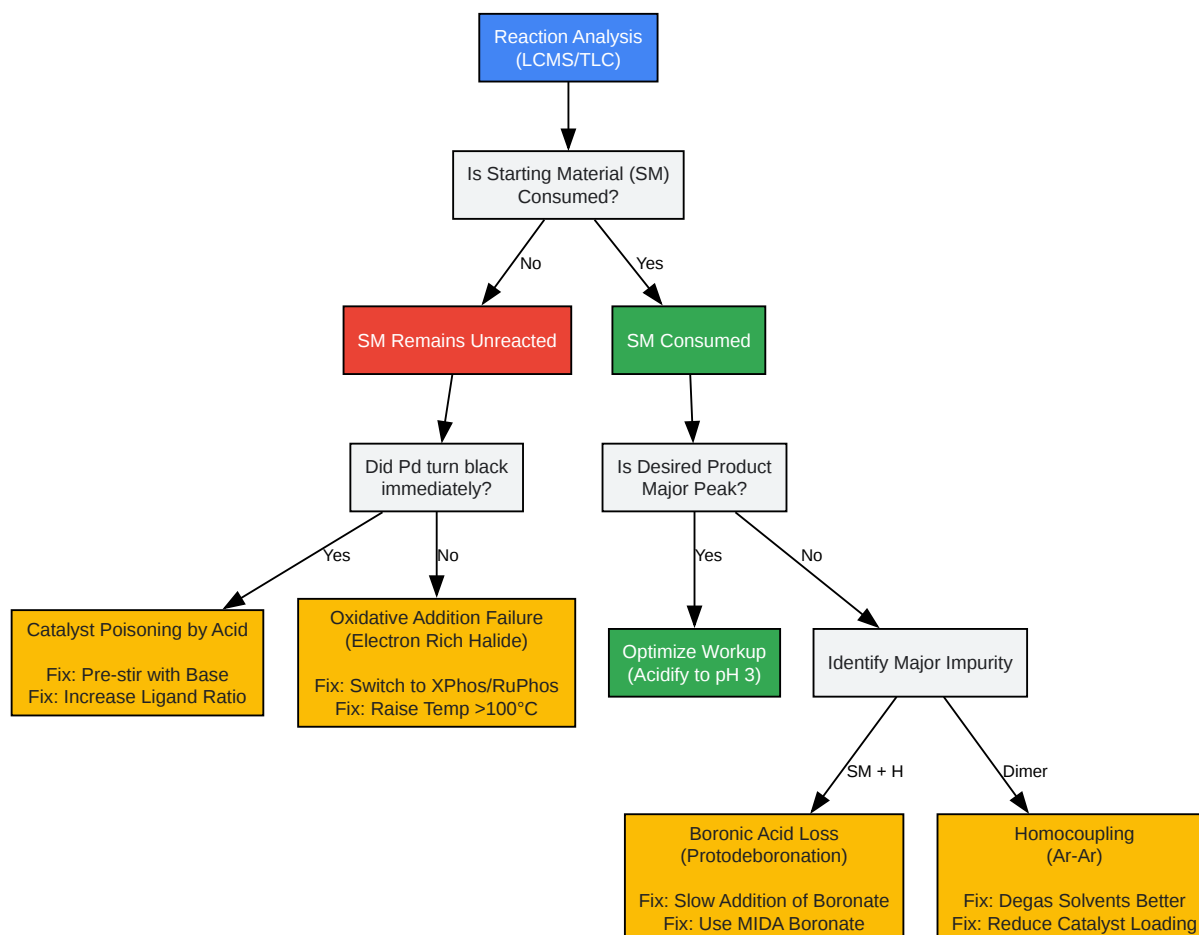 Reaction Analysis
(LCMS/TLC)
Is Starting Material (SM)
Consumed?
No
Yes
SM Remains Unreacted
SM Consumed
Did Pd turn black
immediately?
Is Desired Product
Major Peak?
Yes
No
Yes
No
Catalyst Poisoning by Acid
Fix: Pre-stir with Base
Fix: Increase Ligand Ratio
Oxidative Addition Failure
(Electron Rich Halide)
Fix: Switch to XPhos/RuPhos
Fix: Raise Temp >100°C
Optimize Workup
(Acidify to pH 3)
Identify Major Impurity
SM + H
Dimer
Boronic Acid Loss
(Protodeboronation)
Fix: Slow Addition of Boronate
Fix: Use MIDA Boronate
Homocoupling
(Ar-Ar)
Fix: Degas Solvents Better
Fix: Reduce Catalyst Loading